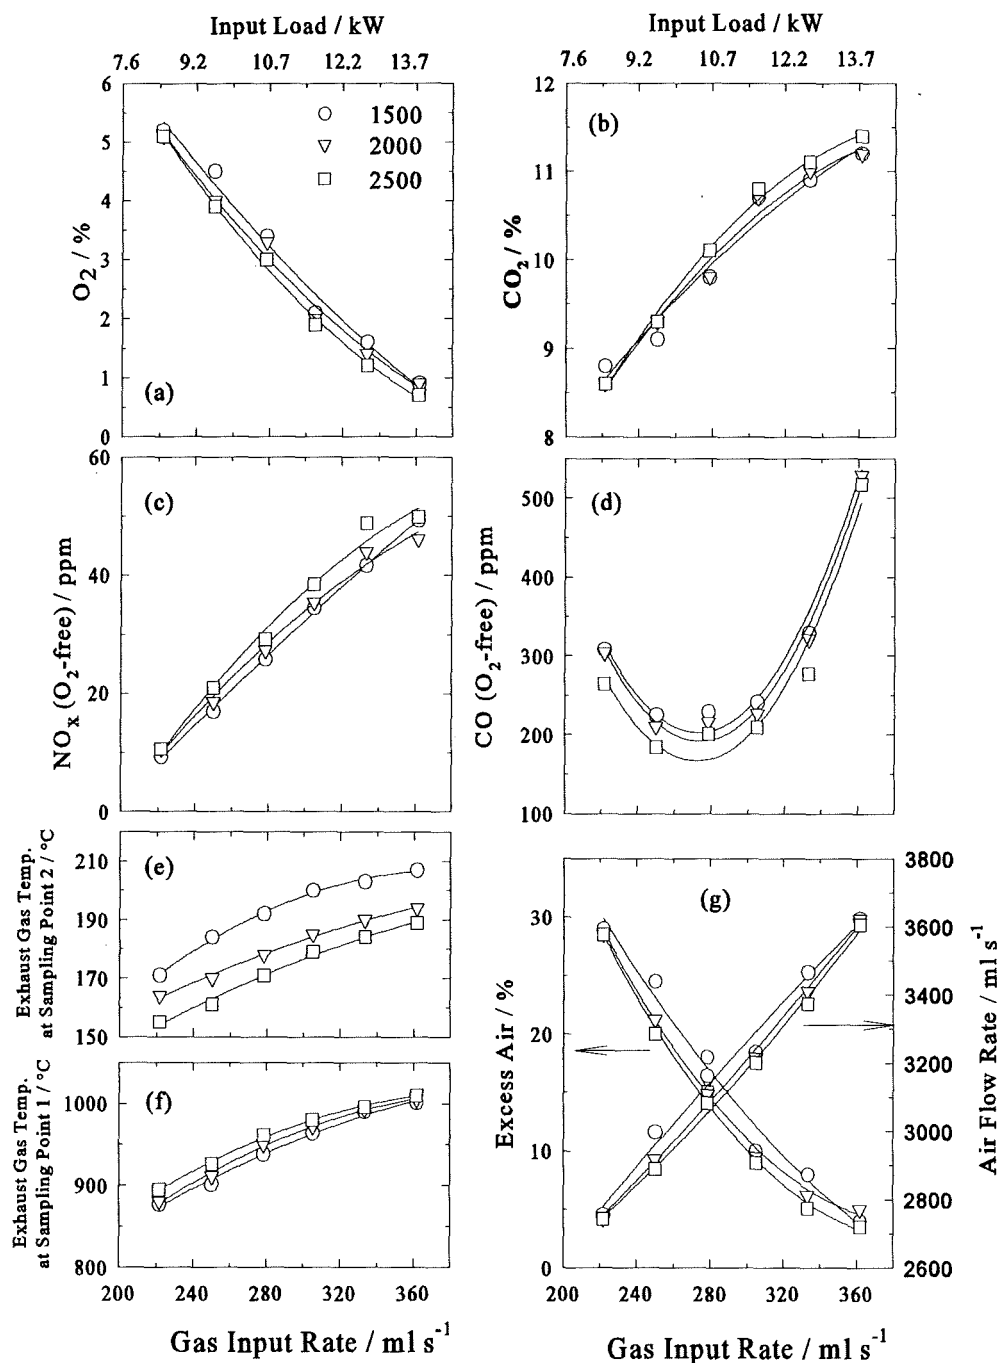 Input Load / kW
7.6 9.2 10.7 12.2 13.7
6
5
4
3
2
1
0
O2 / %
1500
2000
2500
(a)
Input Load / kW
7.6 9.2 10.7 12.2 13.7
12
11
10
9
8
CO2 / %
(b)
60
40
20
0
NOx (O2-free) / ppm
(c)
500
400
300
200
100
CO (O2-free) / ppm
(d)
210
190
170
150
Exhaust Gas Temp.
at Sampling Point 2 / °C
(e)
1000
900
800
Exhaust Gas Temp.
at Sampling Point 1 / °C
(f)
200 240 280 320 360
Gas Input Rate / ml s-1
30
20
10
0
Excess Air / %
(g)
3800
3600
3400
3200
3000
2800
2600
Air Flow Rate / ml s-1
200 240 280 320 360
Gas Input Rate / ml s-1